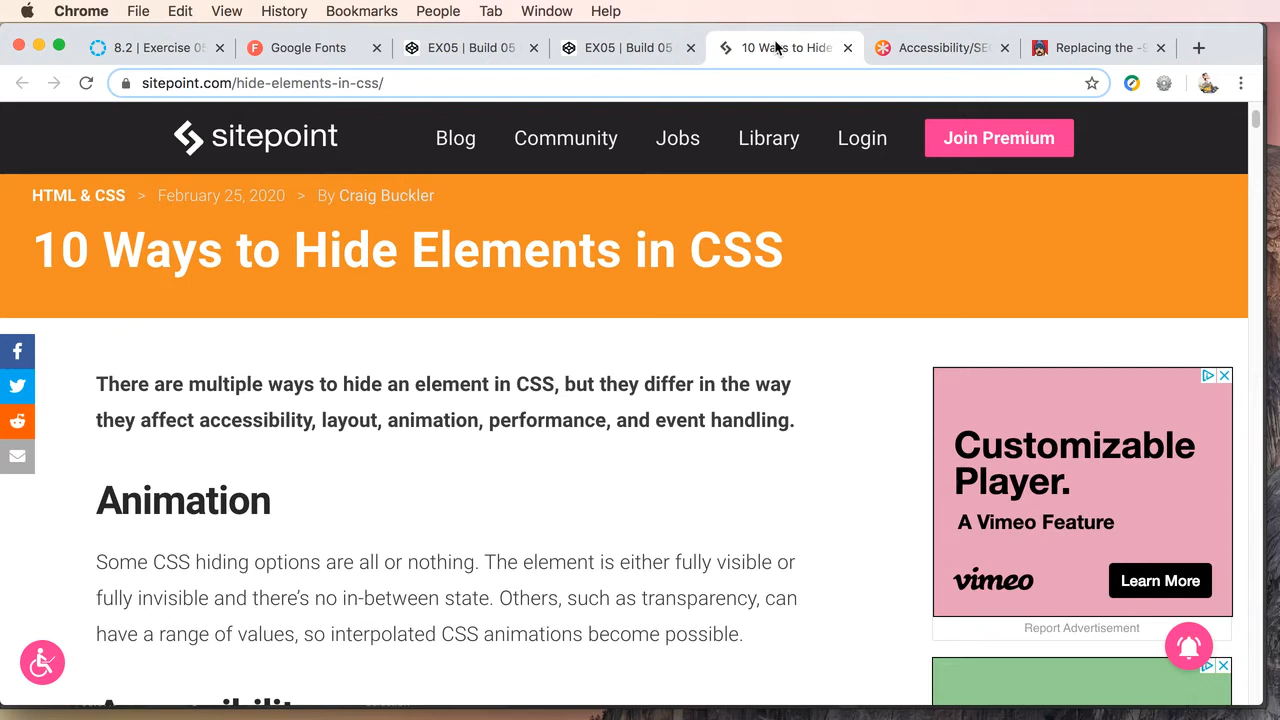 Chrome File Edit View History Bookmarks People Tab Window Help
8.2 | Exercise 05
Google Fonts
EX05 | Build 05
EX05 | Build 05
10 Ways to Hide
Accessibility/SEO
Replacing the -9
sitepoint.com/hide-elements-in-css/
sitepoint Blog Community Jobs Library Login Join Premium
HTML & CSS > February 25, 2020 > By Craig Buckler
10 Ways to Hide Elements in CSS
There are multiple ways to hide an element in CSS, but they differ in the way
they affect accessibility, layout, animation, performance, and event handling.
Animation
Some CSS hiding options are all or nothing. The element is either fully visible or
fully invisible and there’s no in-between state. Others, such as transparency, can
have a range of values, so interpolated CSS animations become possible.
Accessibility
Customizable
Player.
A Vimeo Feature
vimeo Learn More
Report Advertisement